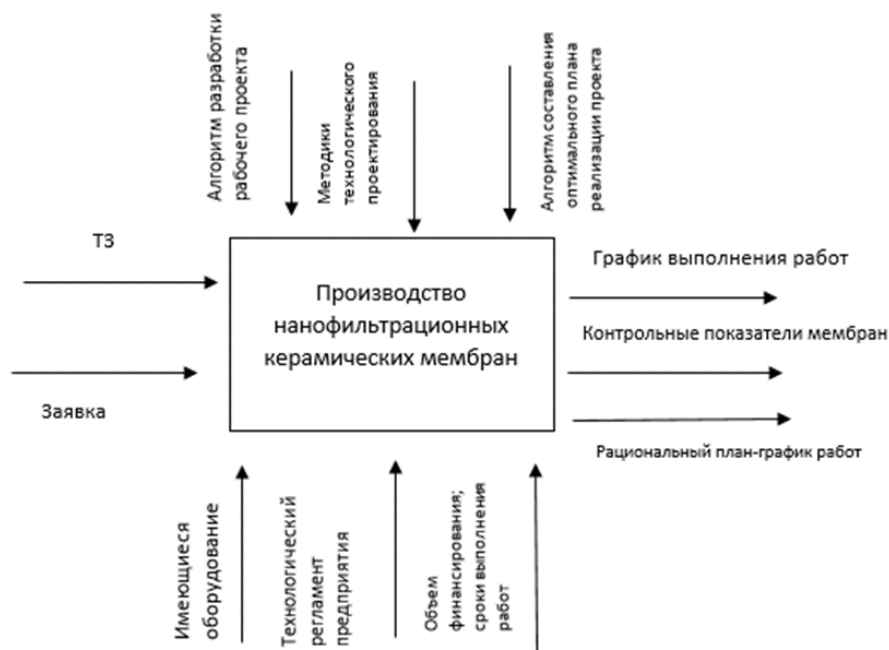 Алгоритм разработки
рабочего проекта
Методики
технологического
проектирования
Алгоритм составления
оптимального плана
реализации проекта
ТЗ
Заявка
Производство
нанофильтрационных
керамических мембран
График выполнения работ
Контрольные показатели мембран
Рациональный план-график работ
Имеющиеся
оборудование
Технологический
регламент
предприятия
Объем
финансирования;
сроки выполнения
работ